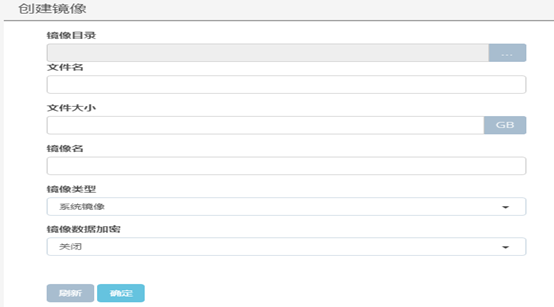 创建镜像
镜像目录
...
文件名
文件大小
GB
镜像名
镜像类型
系统镜像
镜像数据加密
关闭
刷新 确定